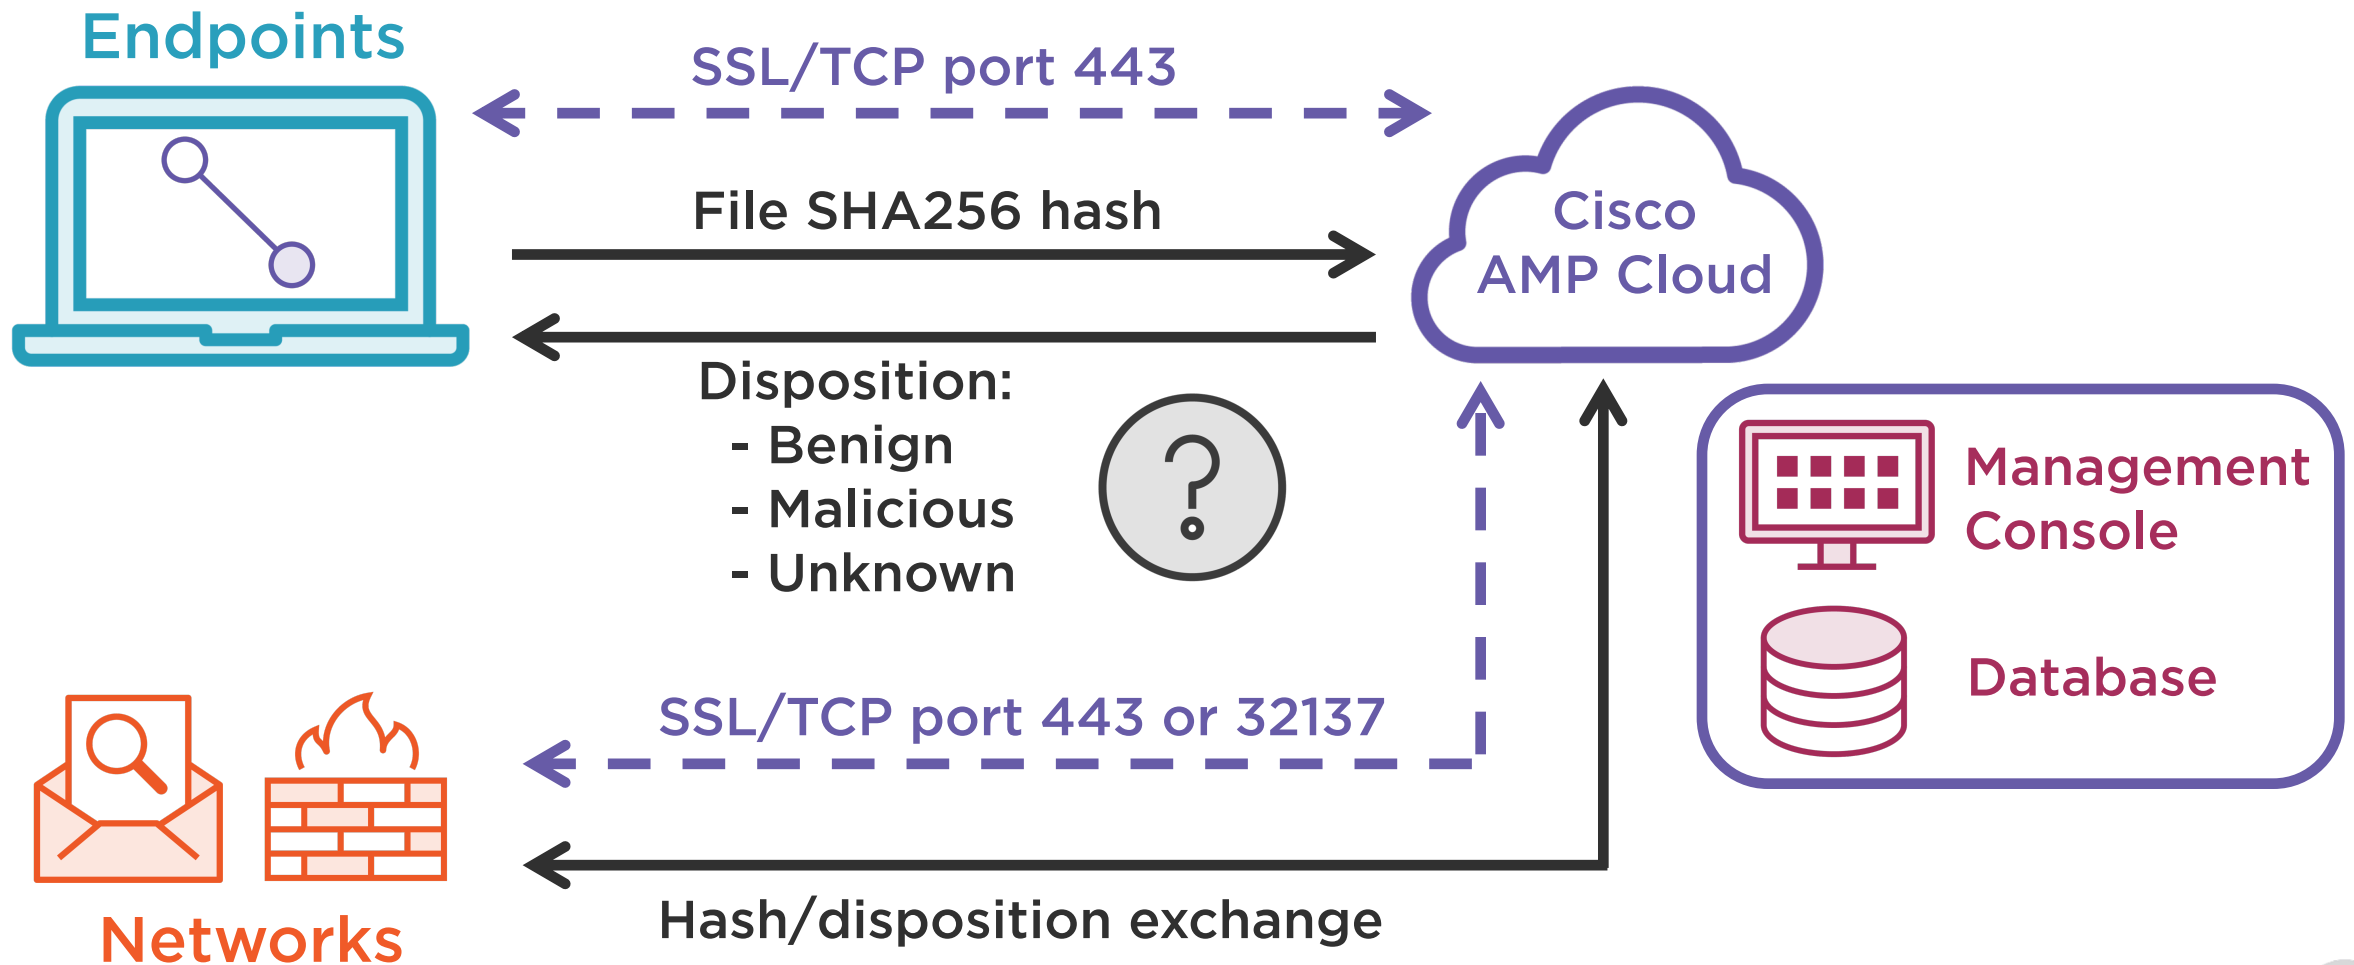 Endpoints
SSL/TCP port 443
File SHA256 hash
Cisco
AMP Cloud
Disposition:
- Benign
- Malicious
- Unknown
?
Management
Console
Database
SSL/TCP port 443 or 32137
Hash/disposition exchange
Networks